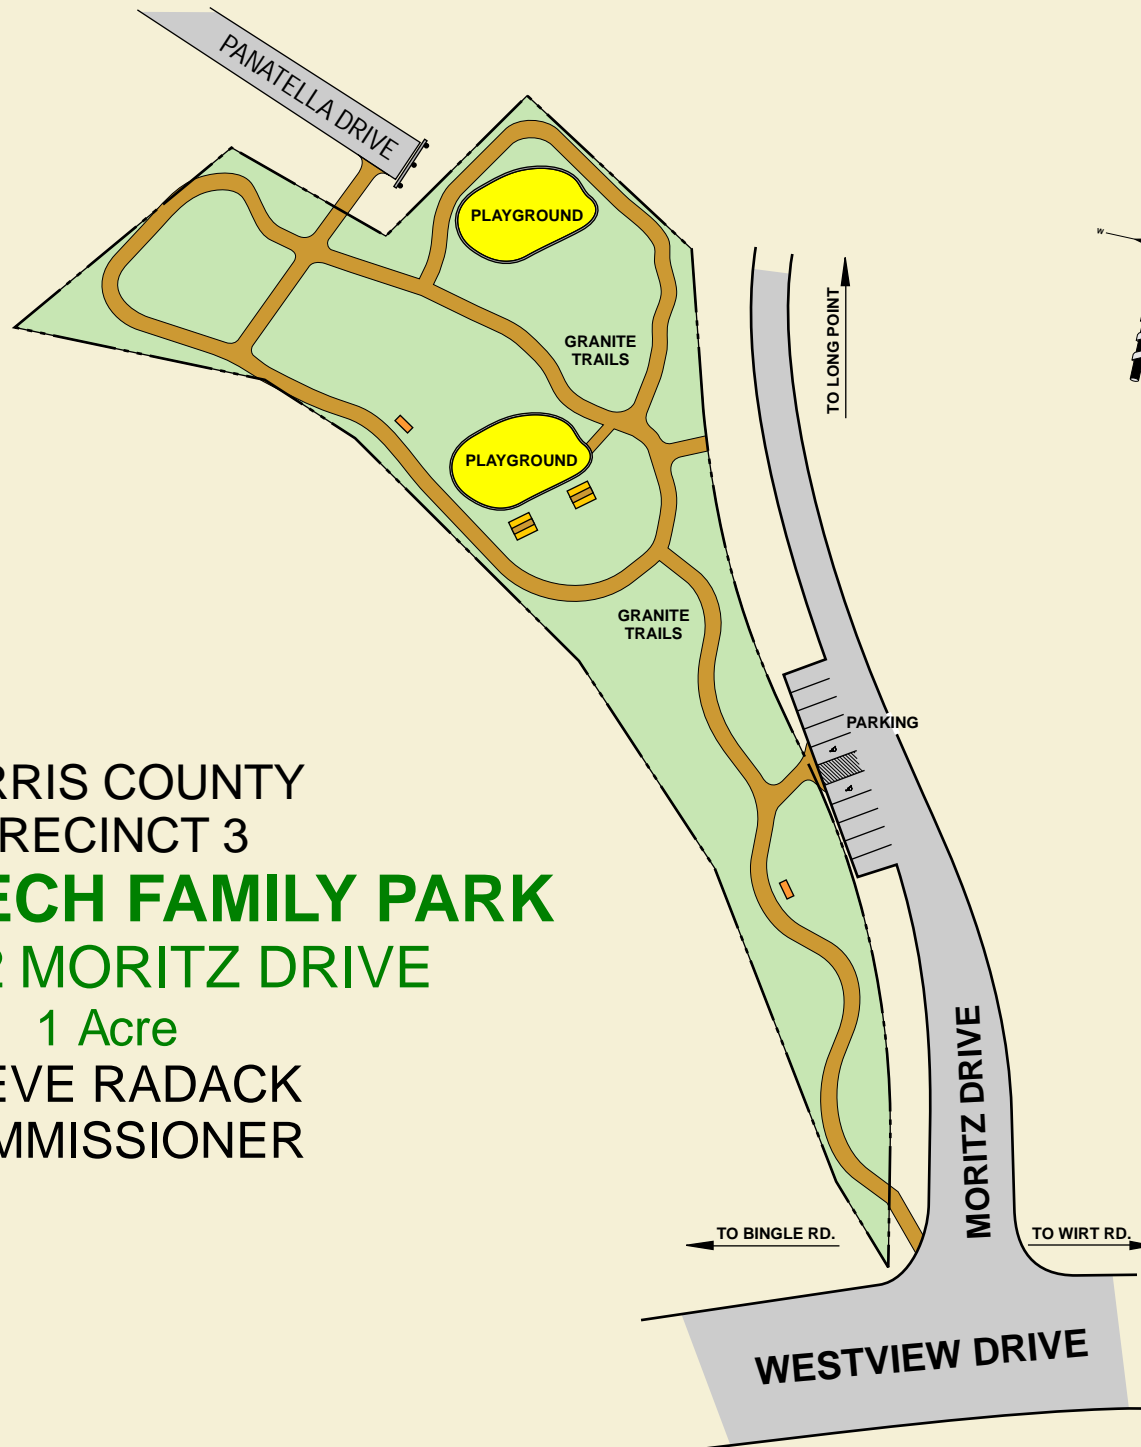 PANATELLA DRIVE
PLAYGROUND
W
GRANITE
TRAILS
TO LONG POINT
PLAYGROUND
GRANITE
TRAILS
PARKING
RRIS COUNTY
RECINCT 3
ECH FAMILY PARK
2 MORITZ DRIVE
1 Acre
EVE RADACK
MMISSIONER
MORITZ DRIVE
TO BINGLE RD.
TO WIRT RD.
WESTVIEW DRIVE